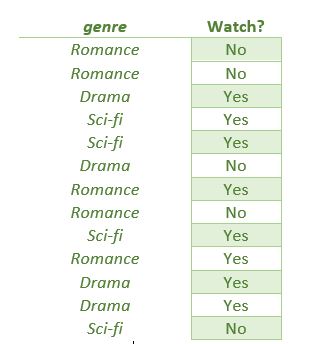 genre Watch?
Romance No
Romance No
Drama Yes
Sci-fi Yes
Sci-fi Yes
Drama No
Romance Yes
Romance No
Sci-fi Yes
Romance Yes
Drama Yes
Drama Yes
Sci-fi No